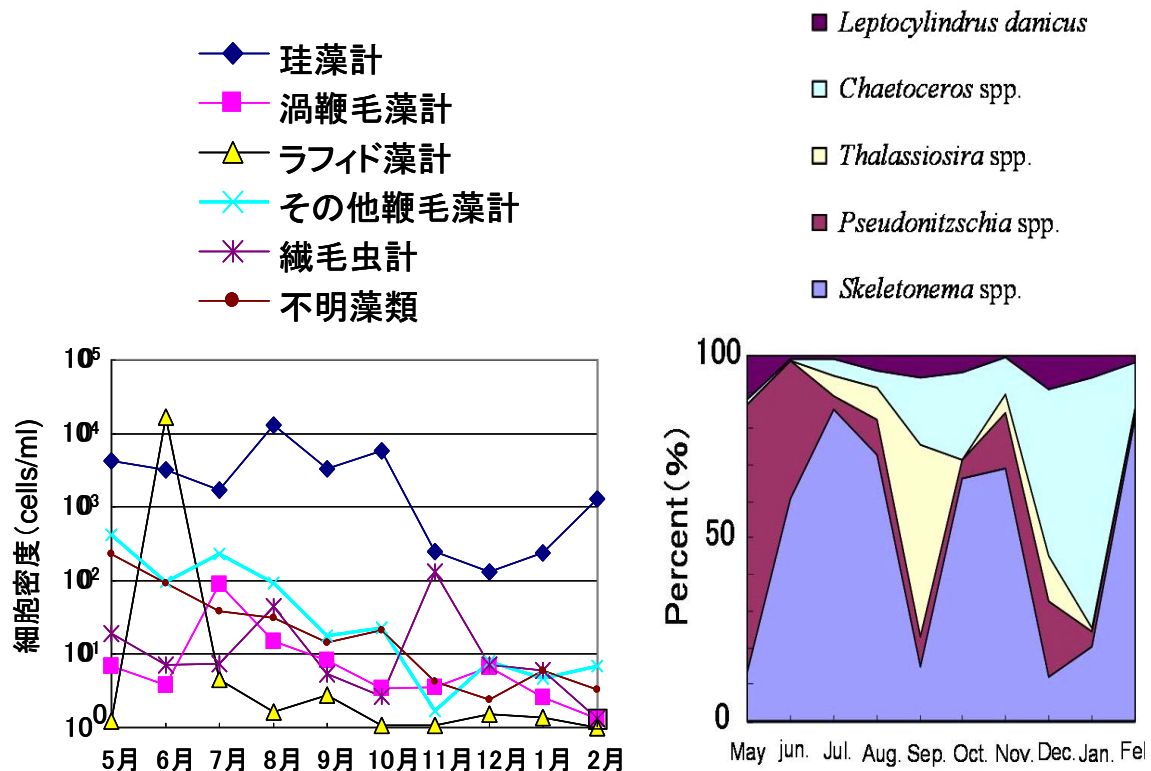 珪藻計
渦鞭毛藻計
ラフィド藻計
その他鞭毛藻計
繊毛虫計
不明藻類
細胞密度(cells/ml)
10⁵
10⁴
10³
10²
10¹
10⁰
5月 6月 7月 8月 9月 10月 11月 12月 1月 2月
Leptocylindrus danicus
Chaetoceros spp.
Thalassiosira spp.
Pseudonitzschia spp.
Skeletonema spp.
Percent(%)
100
50
0
May jun. Jul. Aug. Sep. Oct. Nov. Dec. Jan. Fel